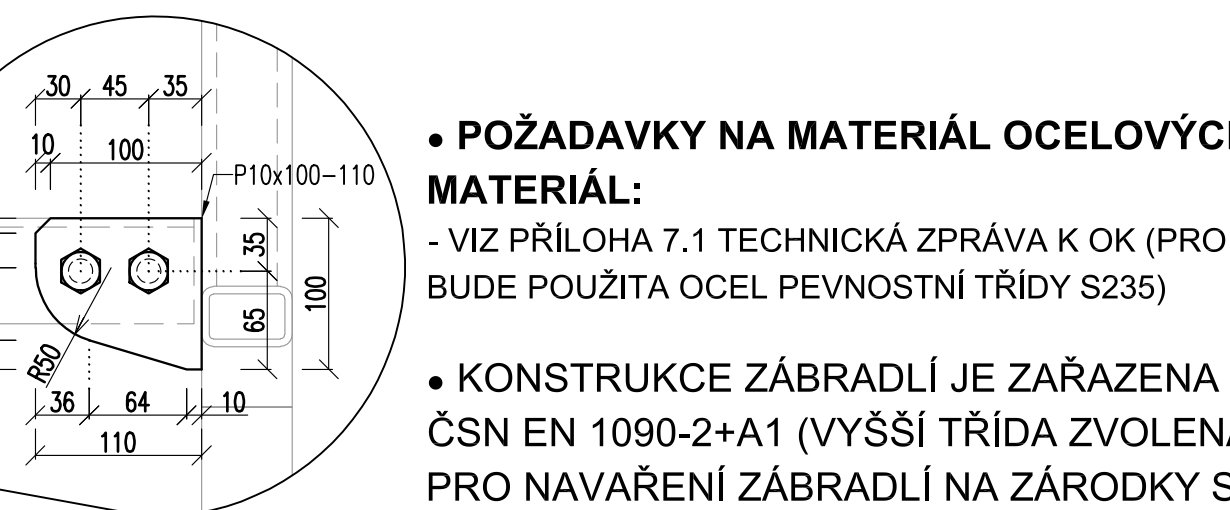 30 45 35
10 100
P10x100-110
35
65
100
R50
36 64 10
110
• POŽADAVKY NA MATERIÁL OCELOVÝCH
MATERIÁL:
- VIZ PŘÍLOHA 7.1 TECHNICKÁ ZPRÁVA K OK (PRO
BUDE POUŽITA OCEL PEVNOSTNÍ TŘÍDY S235)
• KONSTRUKCE ZÁBRADLÍ JE ZAŘAZENA
ČSN EN 1090-2+A1 (VYŠŠÍ TŘÍDA ZVOLENA
PRO NAVAŘENÍ ZÁBRADLÍ NA ZÁRODKY S